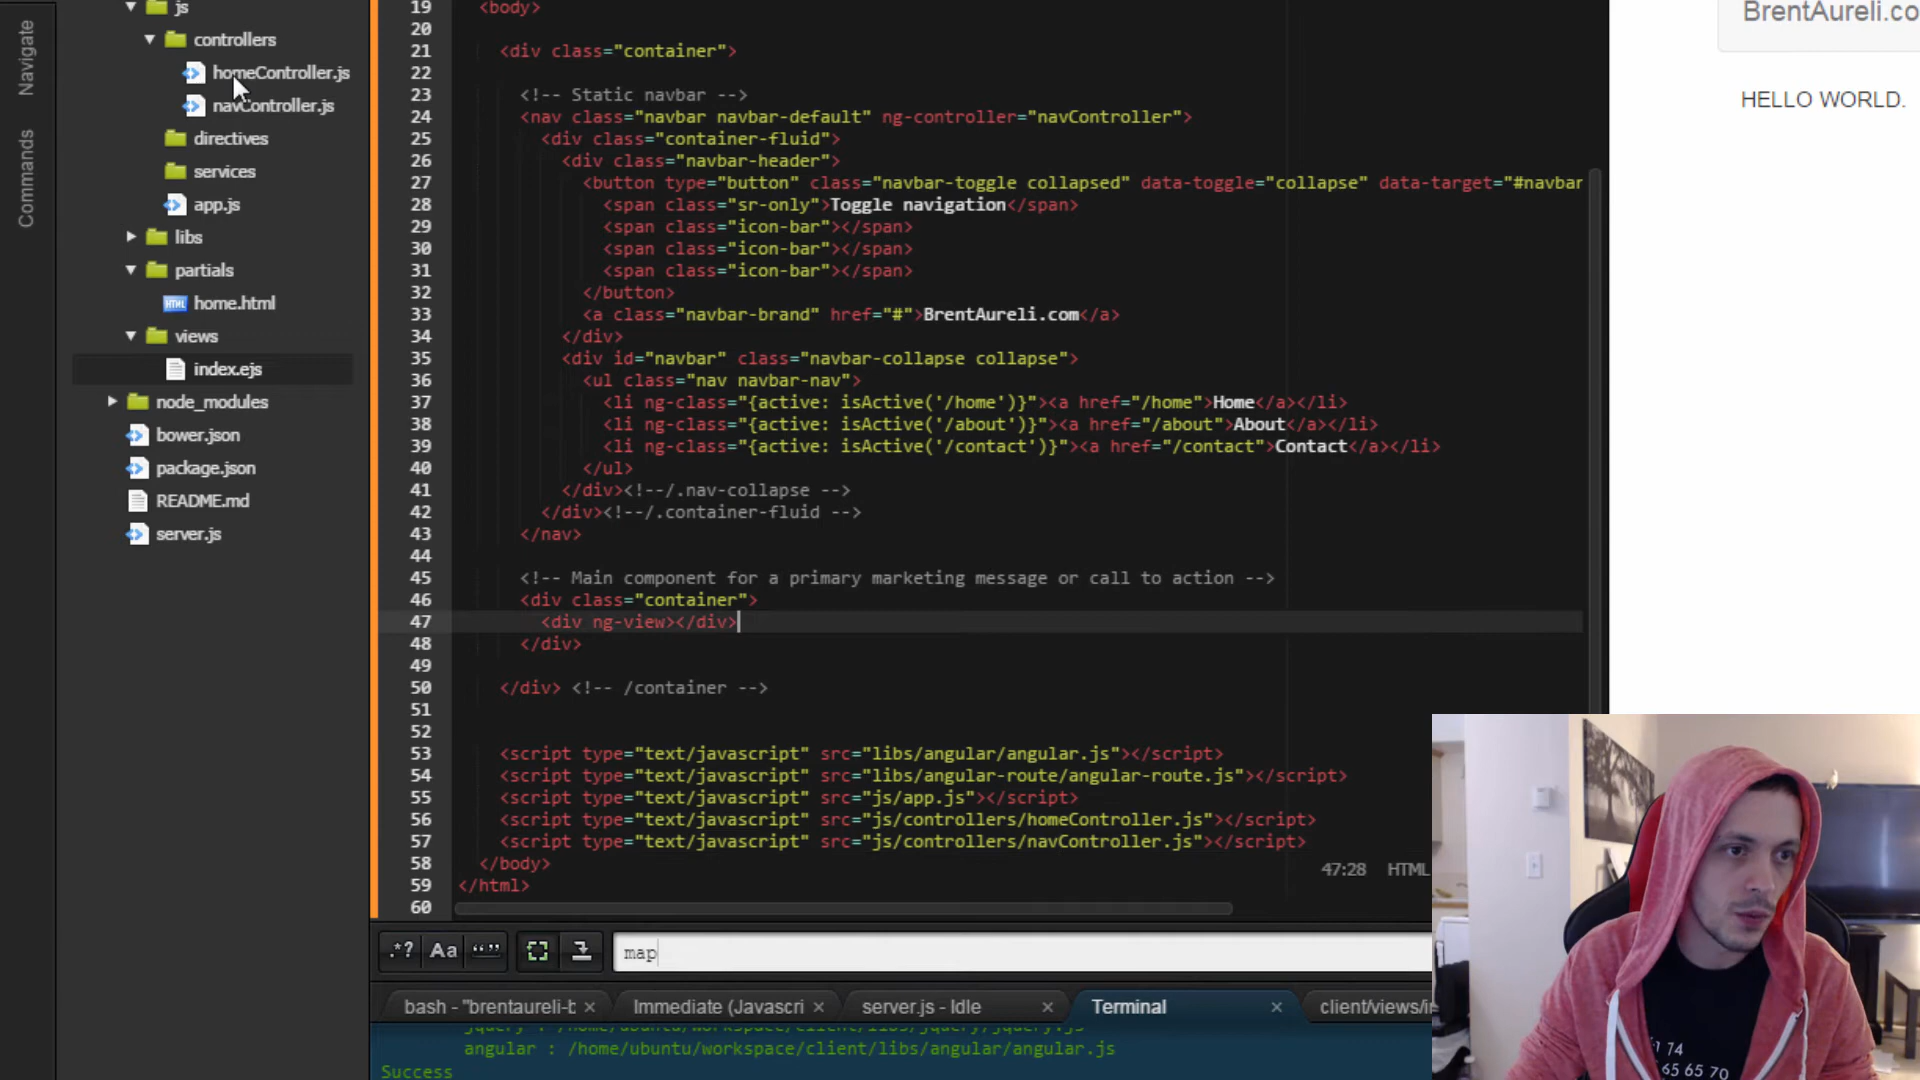 Navigate
Commands
js
controllers
homeController.js
navController.js
directives
services
app.js
libs
partials
home.html
views
index.ejs
node_modules
bower.json
package.json
README.md
server.js
19 <body>
20
21 <div class="container">
22
23 <!-- Static navbar -->
24 <nav class="navbar navbar-default" ng-controller="navController">
25 <div class="container-fluid">
26 <div class="navbar-header">
27 <button type="button" class="navbar-toggle collapsed" data-toggle="collapse" data-target="#navbar
28 <span class="sr-only">Toggle navigation</span>
29 <span class="icon-bar"></span>
30 <span class="icon-bar"></span>
31 <span class="icon-bar"></span>
32 </button>
33 <a class="navbar-brand" href="#">BrentAureli.com</a>
34 </div>
35 <div id="navbar" class="navbar-collapse collapse">
36 <ul class="nav navbar-nav">
37 <li ng-class="{active: isActive('/home')}"><a href="/home">Home</a></li>
38 <li ng-class="{active: isActive('/about')}"><a href="/about">About</a></li>
39 <li ng-class="{active: isActive('/contact')}"><a href="/contact">Contact</a></li>
40 </ul>
41 </div><!--/.nav-collapse -->
42 </div><!--/.container-fluid -->
43 </nav>
44
45 <!-- Main component for a primary marketing message or call to action -->
46 <div class="container">
47 <div ng-view></div>
48 </div>
49
50 </div> <!-- /container -->
51
52
53 <script type="text/javascript" src="libs/angular/angular.js"></script>
54 <script type="text/javascript" src="libs/angular-route/angular-route.js"></script>
55 <script type="text/javascript" src="js/app.js"></script>
56 <script type="text/javascript" src="js/controllers/homeController.js"></script>
57 <script type="text/javascript" src="js/controllers/navController.js"></script>
58 </body>
59 </html>
60
47:28 HTML
BrentAureli.co
HELLO WORLD.
.*? Aa “” map
bash - "brentaureli-b × Immediate (Javascri × server.js - Idle × Terminal × client/views/i
jquery : /home/ubuntu/workspace/client/libs/jquery/jquery.js
angular : /home/ubuntu/workspace/client/libs/angular/angular.js
Success
74
65 65 70